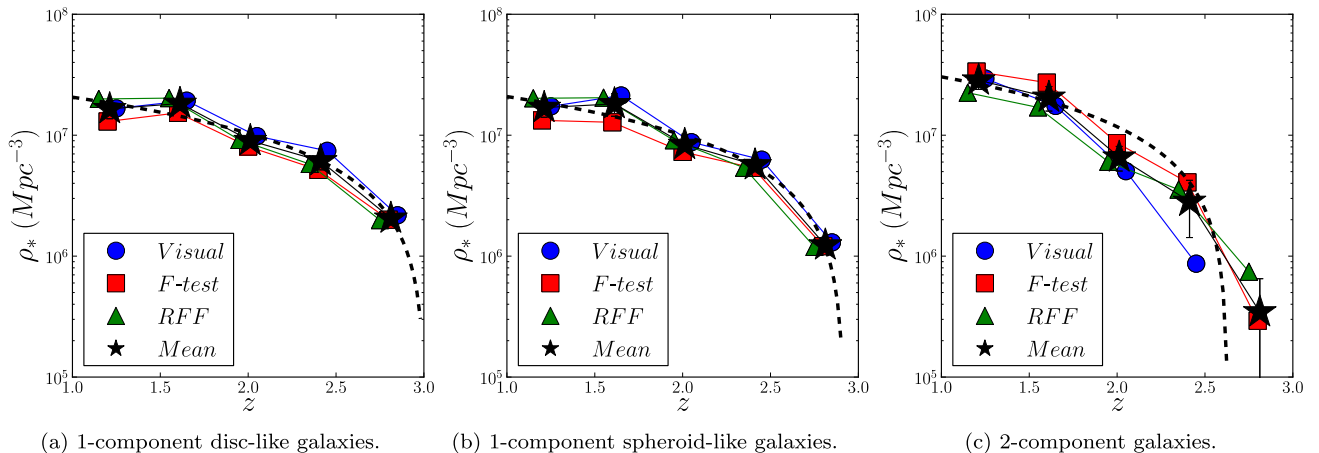 10^8
10^7
10^6
10^5
ρ* (Mpc^−3)
Visual
F-test
RFF
Mean
1.0 1.5 2.0 2.5 3.0
z
(a) 1-component disc-like galaxies.
10^8
10^7
10^6
10^5
ρ* (Mpc^−3)
Visual
F-test
RFF
Mean
1.0 1.5 2.0 2.5 3.0
z
(b) 1-component spheroid-like galaxies.
10^8
10^7
10^6
10^5
ρ* (Mpc^−3)
Visual
F-test
RFF
Mean
1.0 1.5 2.0 2.5 3.0
z
(c) 2-component galaxies.